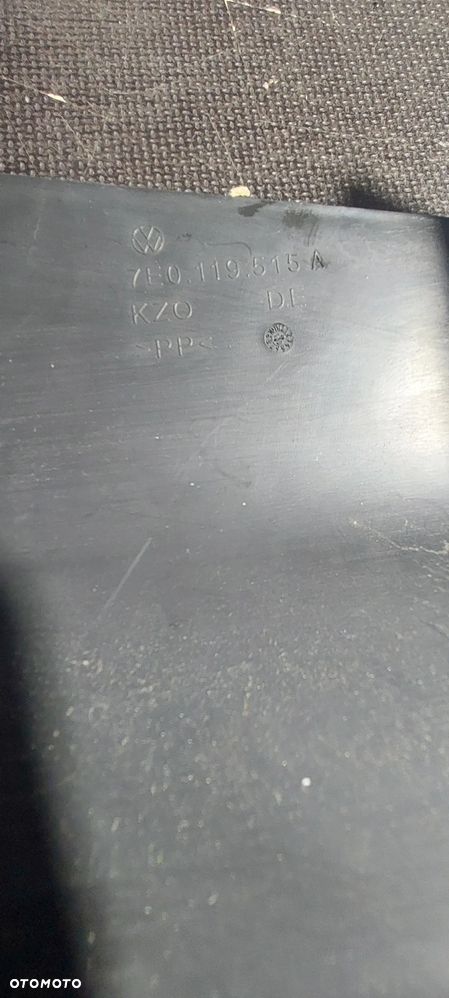 7E0.119.515 A
KZO DE
>PP<
OTOMOTO